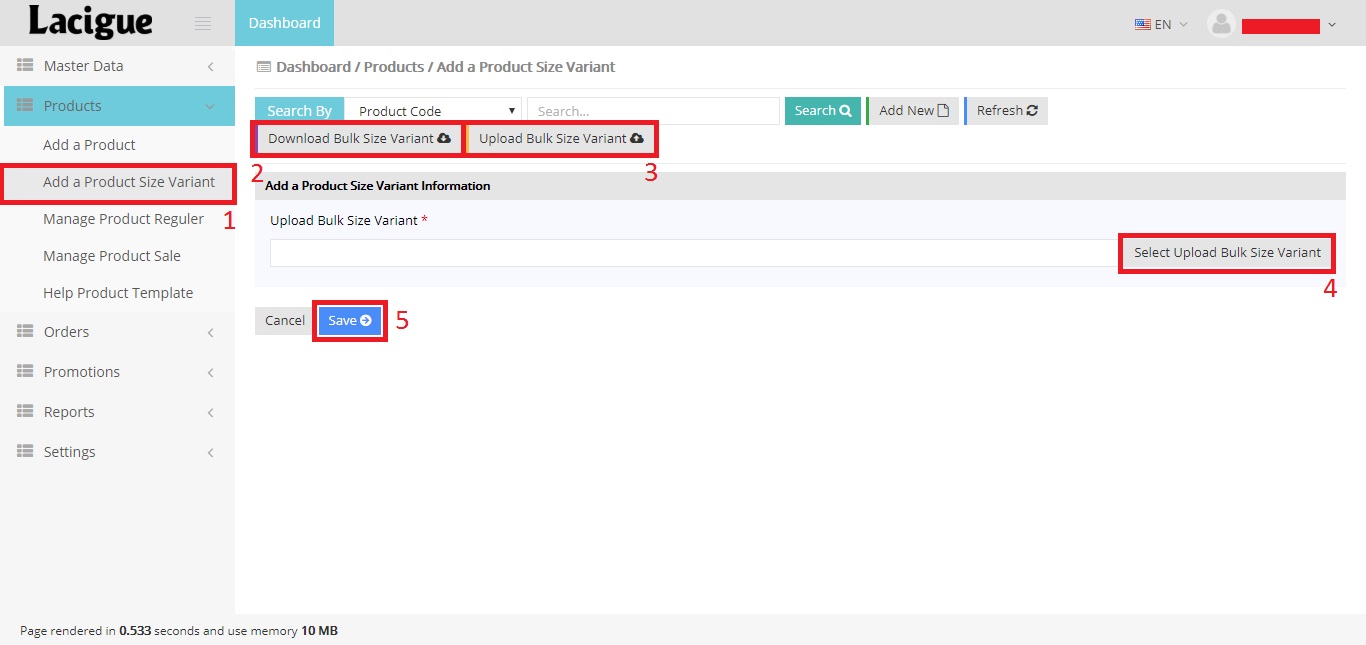 Lacigue
Dashboard
EN
Master Data
Products
Add a Product
Add a Product Size Variant
1
Manage Product Reguler
Manage Product Sale
Help Product Template
Orders
Promotions
Reports
Settings
Dashboard / Products / Add a Product Size Variant
Search By Product Code Search... Search Add New Refresh
Download Bulk Size Variant Upload Bulk Size Variant
2 3
Add a Product Size Variant Information
Upload Bulk Size Variant *
Select Upload Bulk Size Variant
4
Cancel Save 5
Page rendered in 0.533 seconds and use memory 10 MB